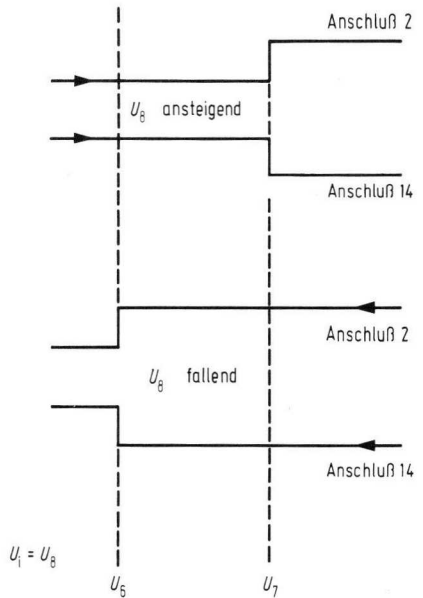 Anschluß 2
U₈ ansteigend
Anschluß 14
Anschluß 2
U₈ fallend
Anschluß 14
Uᵢ = U₈
U₆ U₇